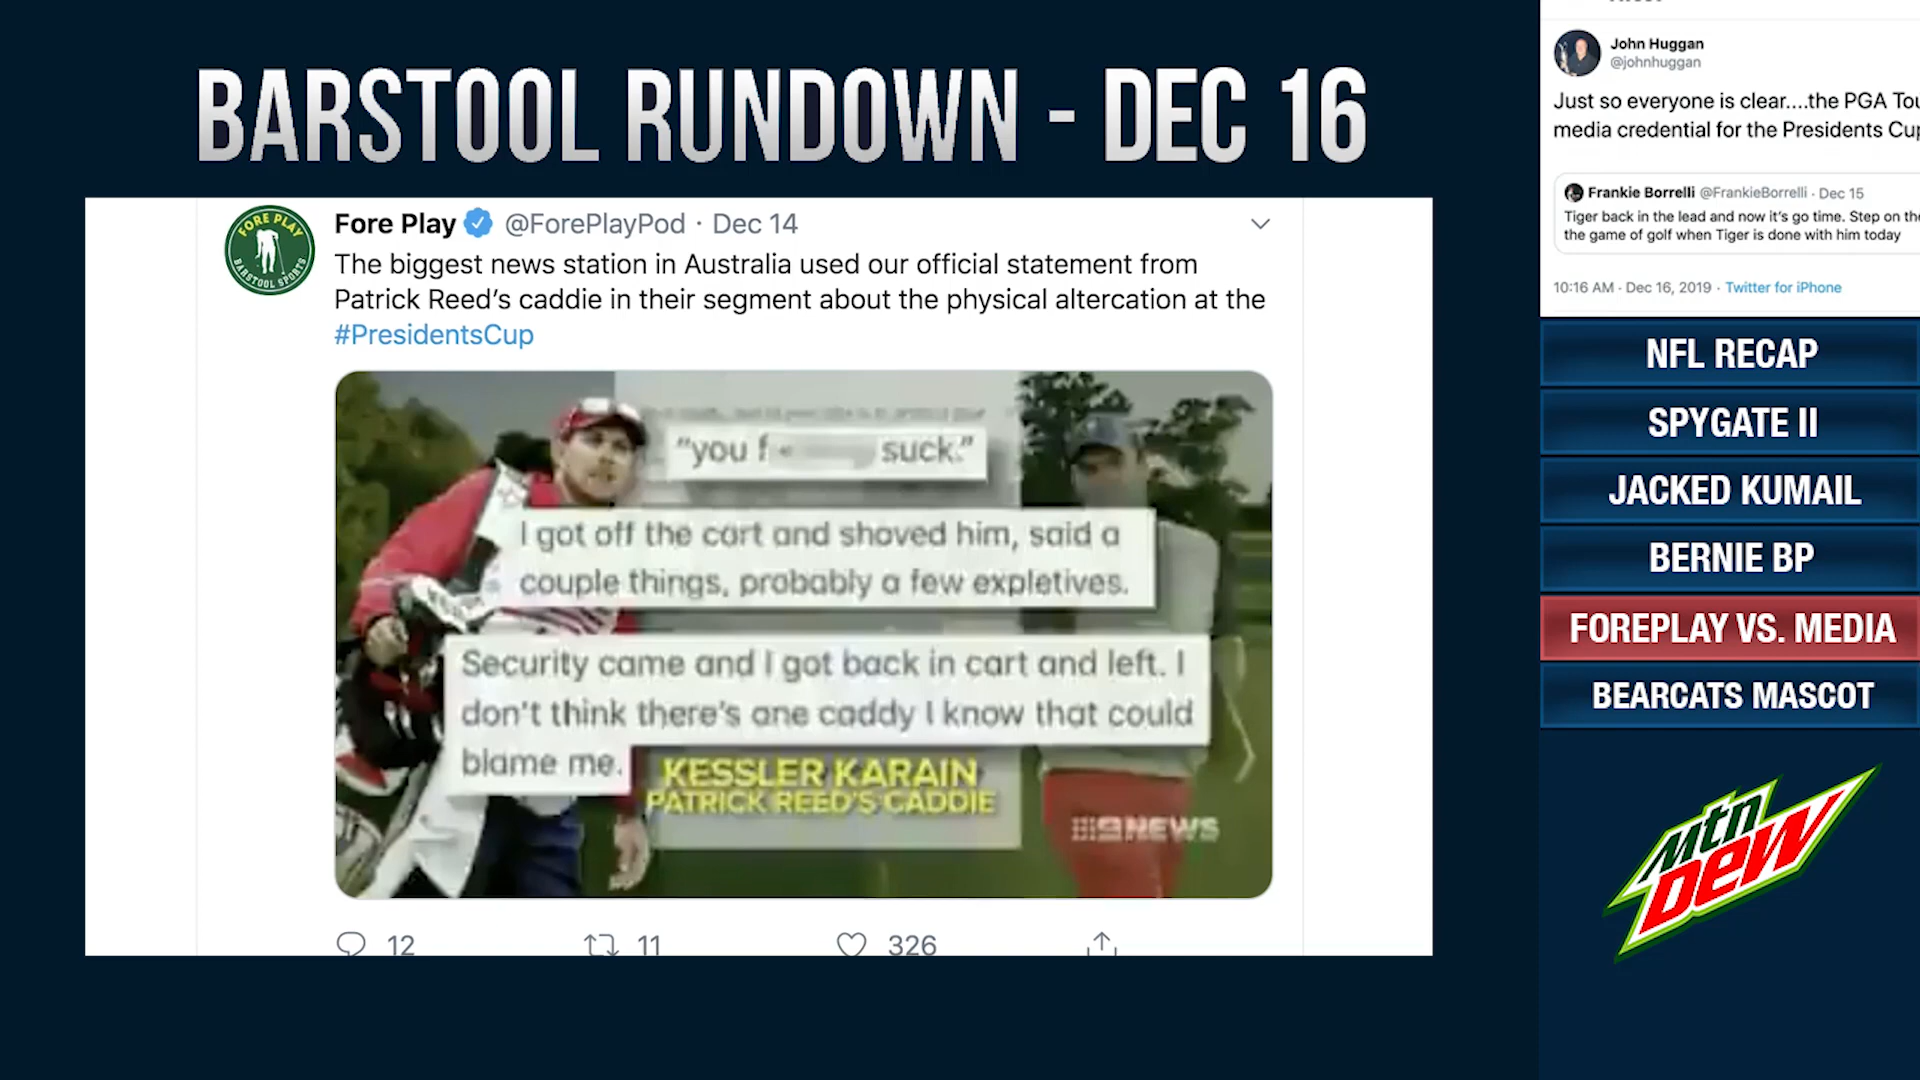 BARSTOOL RUNDOWN - DEC 16
FORE PLAY
BARSTOOL SPORTS
Fore Play @ForePlayPod · Dec 14
The biggest news station in Australia used our official statement from
Patrick Reed's caddie in their segment about the physical altercation at the
#PresidentsCup
"you f- suck."
I got off the cart and shoved him, said a
couple things, probably a few expletives.
Security came and I got back in cart and left. I
don't think there's one caddy I know that could
blame me.
KESSLER KARAIN
PATRICK REED'S CADDIE
9NEWS
12 11 326
John Huggan
@johnhuggan
Just so everyone is clear....the PGA Tou
media credential for the Presidents Cup
Frankie Borrelli @FrankieBorrelli · Dec 15
Tiger back in the lead and now it's go time. Step on the
the game of golf when Tiger is done with him today
10:16 AM · Dec 16, 2019 · Twitter for iPhone
NFL RECAP
SPYGATE II
JACKED KUMAIL
BERNIE BP
FOREPLAY VS. MEDIA
BEARCATS MASCOT
Mtn
DEW